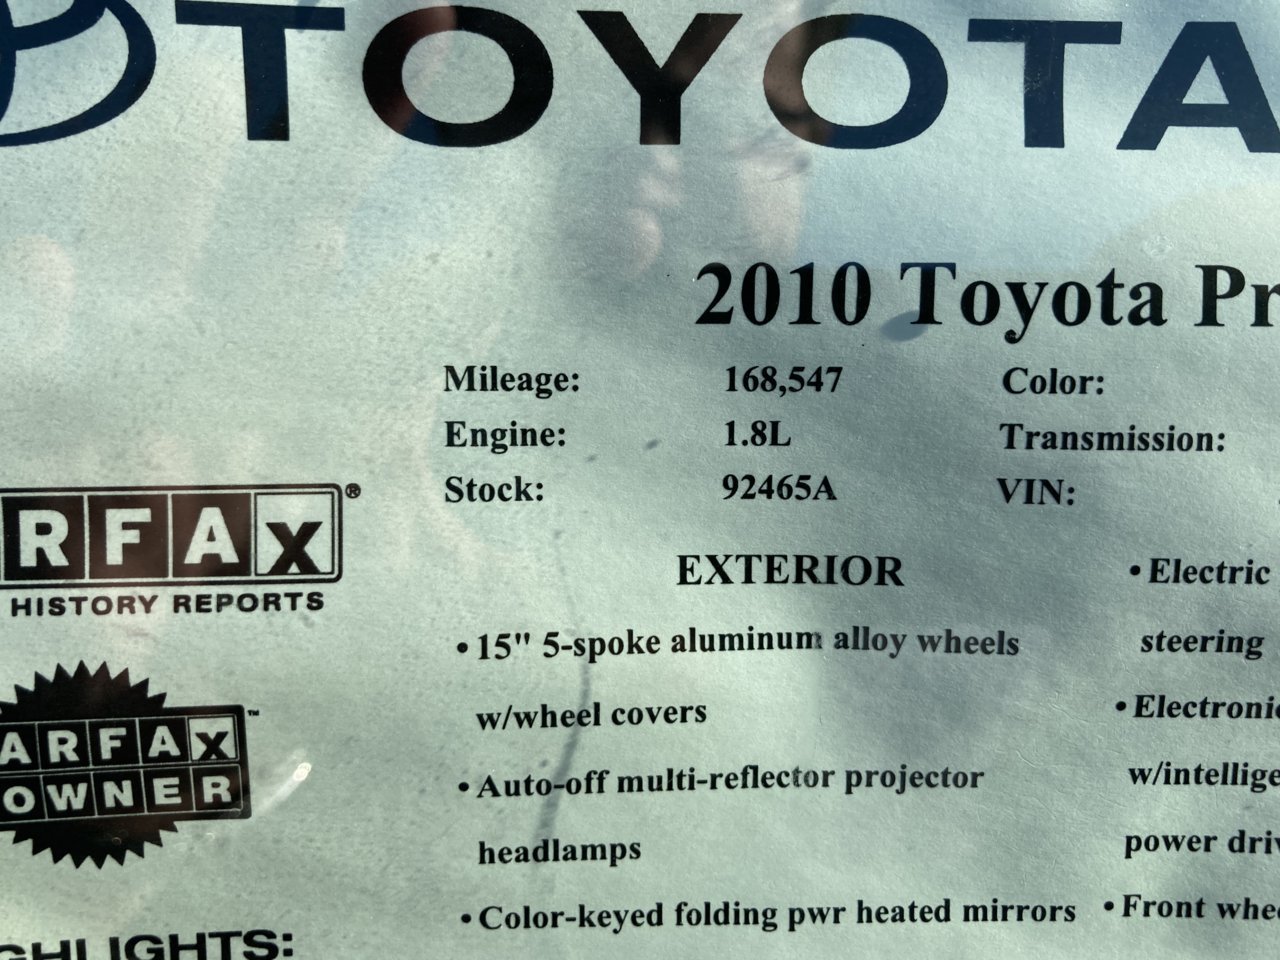 TOYOTA
2010 Toyota Pr
Mileage: 168,547 Color:
Engine: 1.8L Transmission:
Stock: 92465A VIN:
RFAX®
HISTORY REPORTS
ARFAX™
OWNER
GHLIGHTS:
EXTERIOR
• 15" 5-spoke aluminum alloy wheels
w/wheel covers
• Auto-off multi-reflector projector
headlamps
• Color-keyed folding pwr heated mirrors
• Electric
steering
• Electronic
w/intellige
power driv
• Front whee